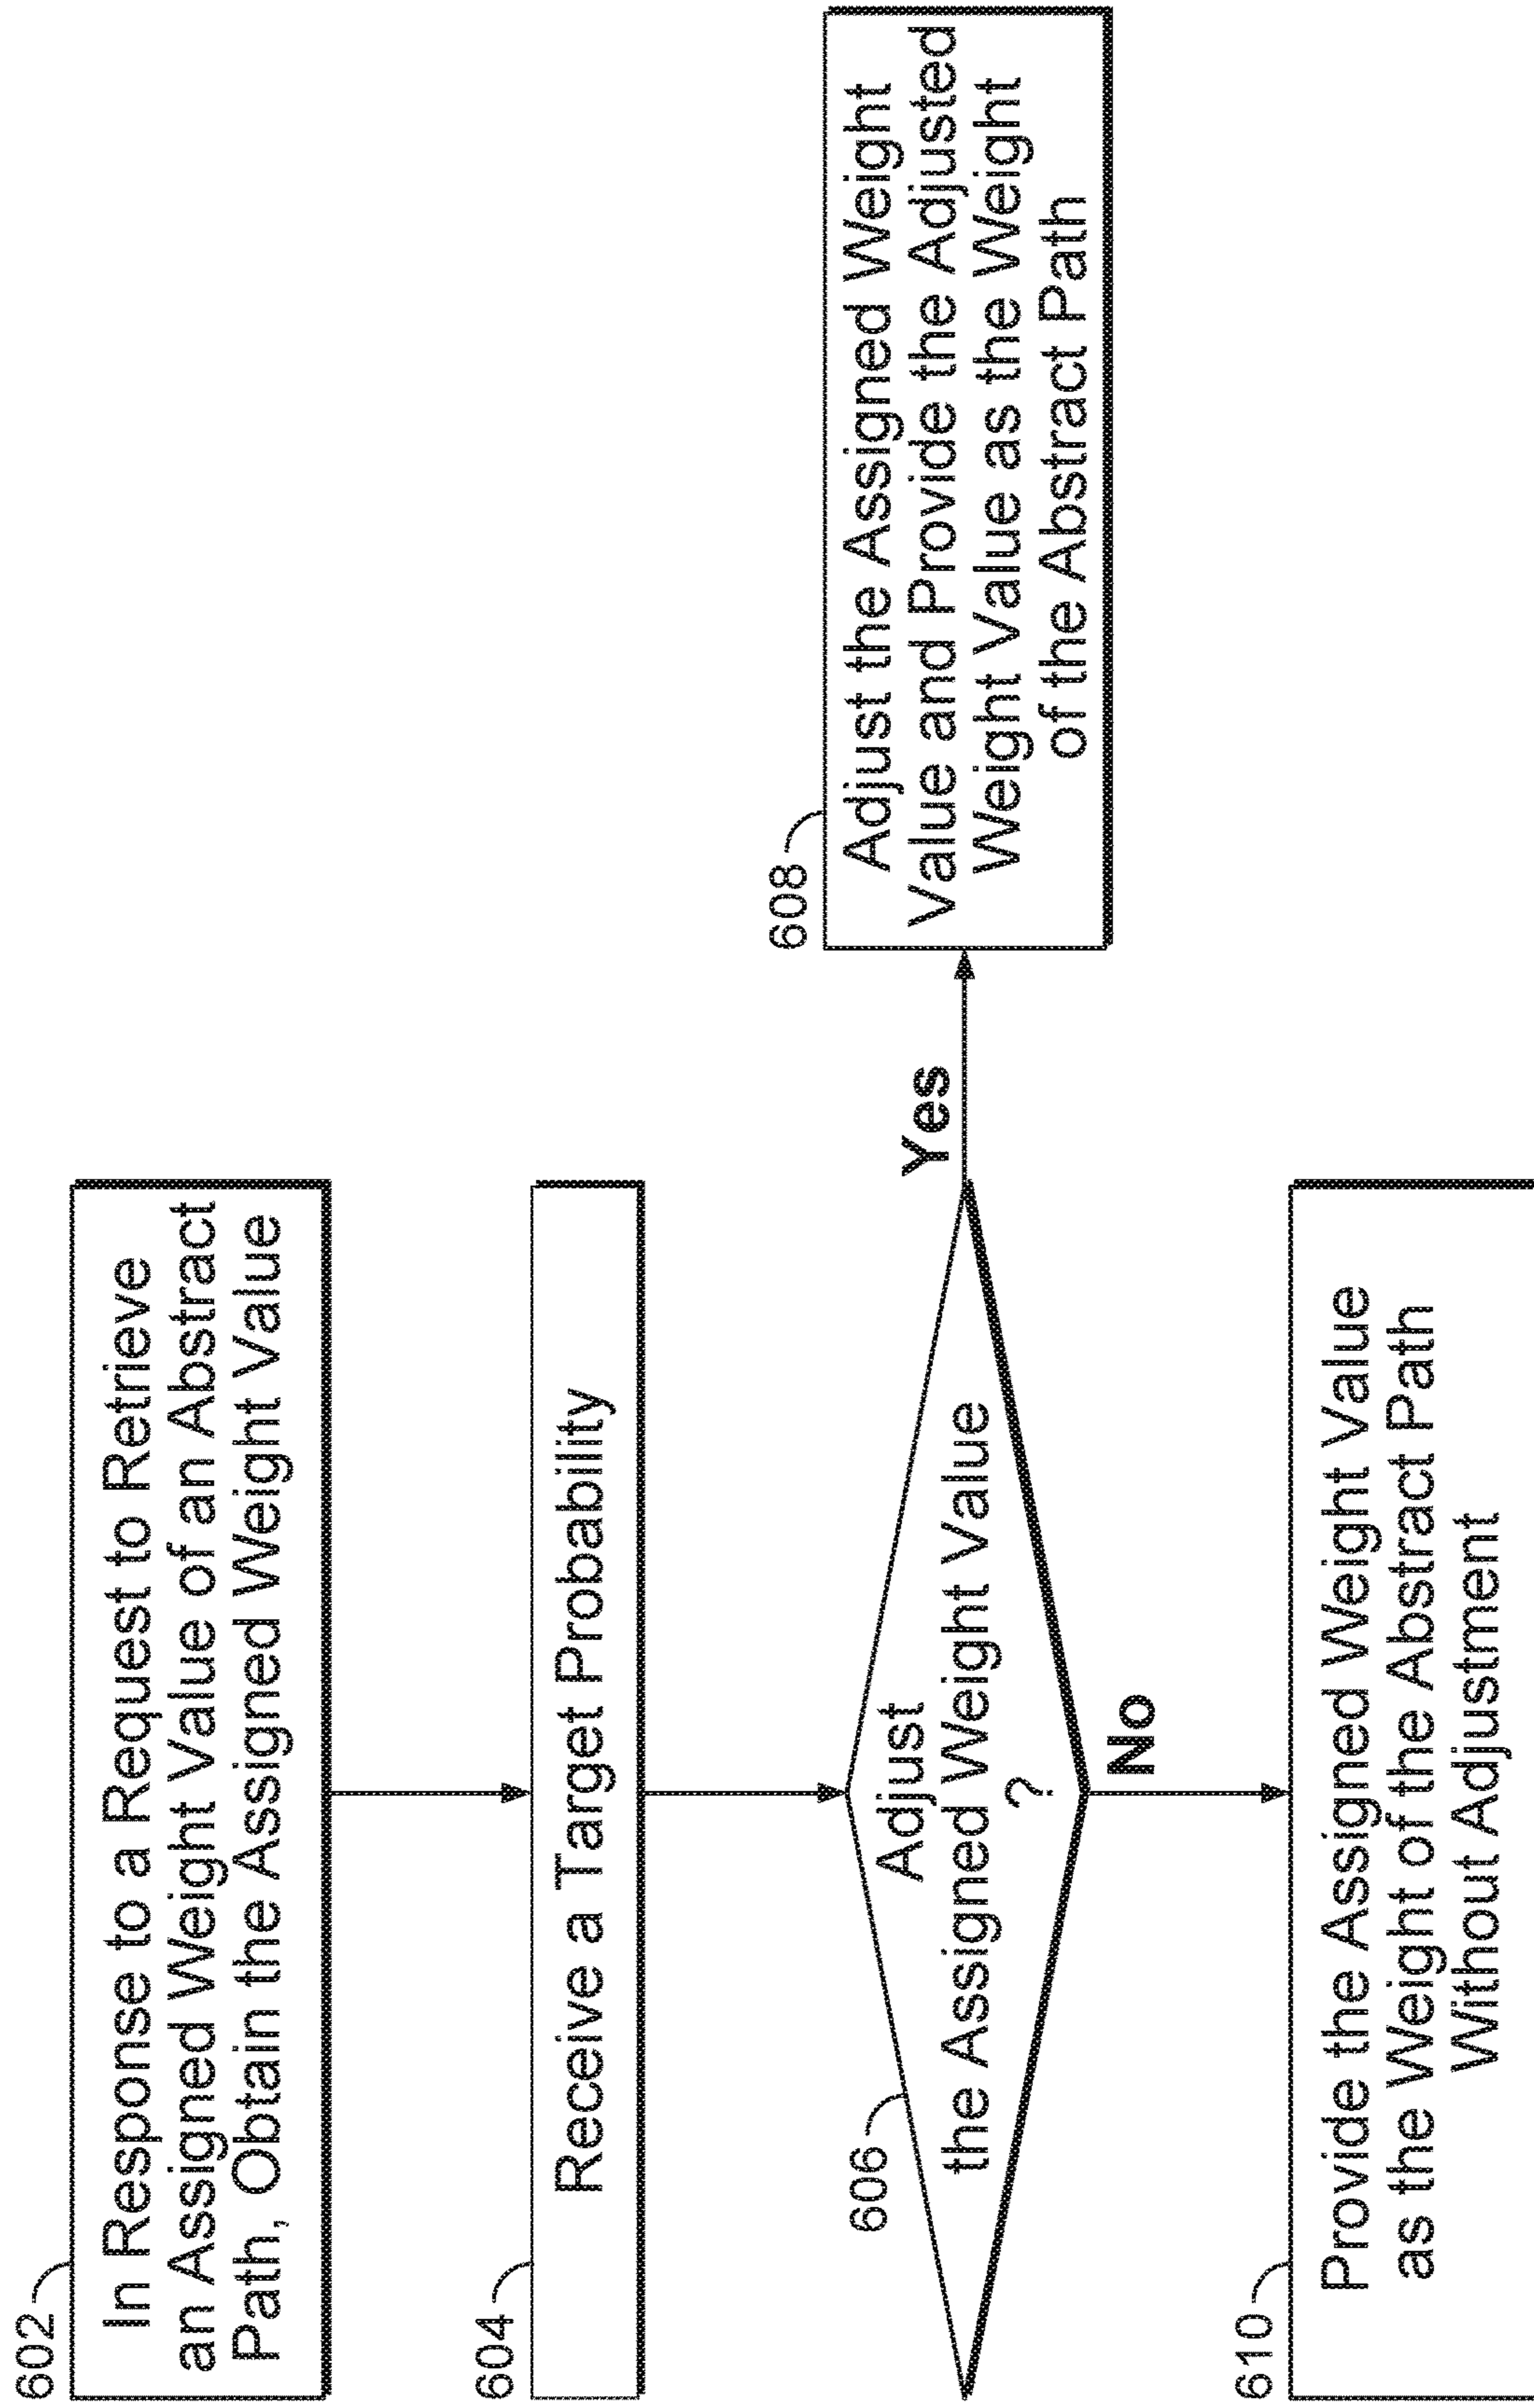 602
In Response to a Request to Retrieve
an Assigned Weight Value of an Abstract
Path, Obtain the Assigned Weight Value
604
Receive a Target Probability
606
Adjust
the Assigned Weight Value
?
Yes
608
Adjust the Assigned Weight
Value and Provide the Adjusted
Weight Value as the Weight
of the Abstract Path
No
610
Provide the Assigned Weight Value
as the Weight of the Abstract Path
Without Adjustment